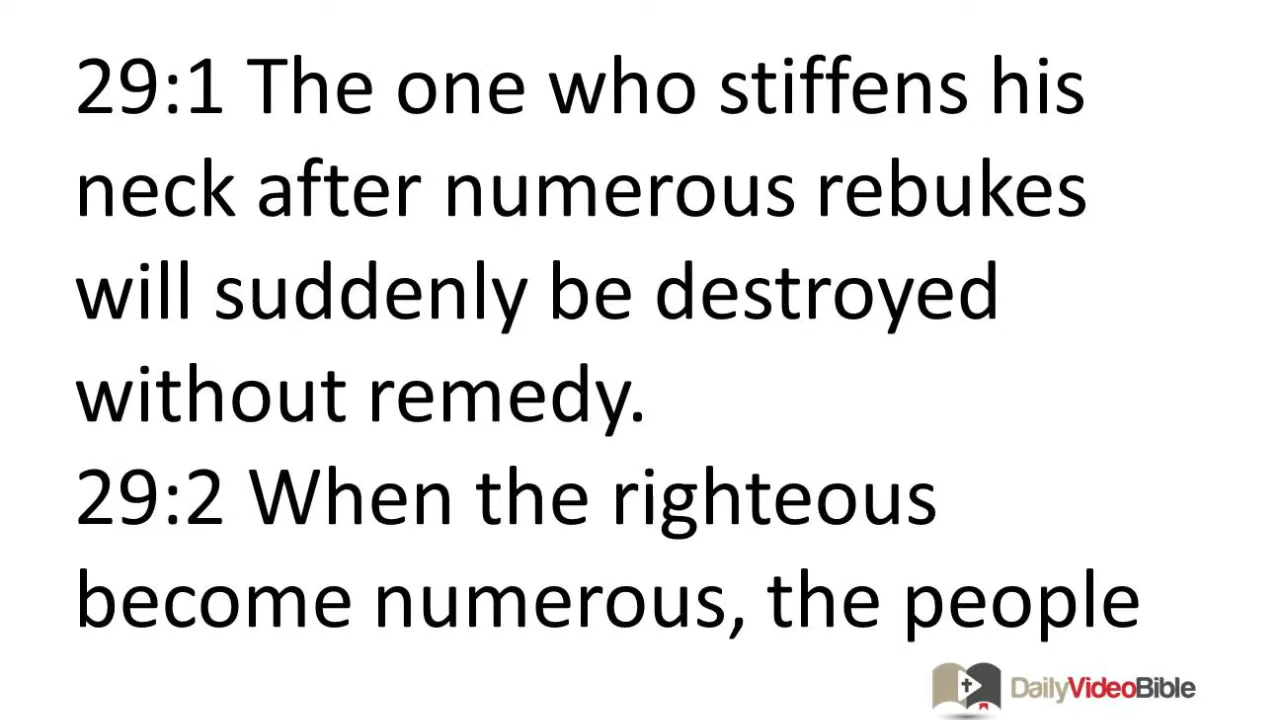 29:1 The one who stiffens his
neck after numerous rebukes
will suddenly be destroyed
without remedy.
29:2 When the righteous
become numerous, the people
DailyVideoBible